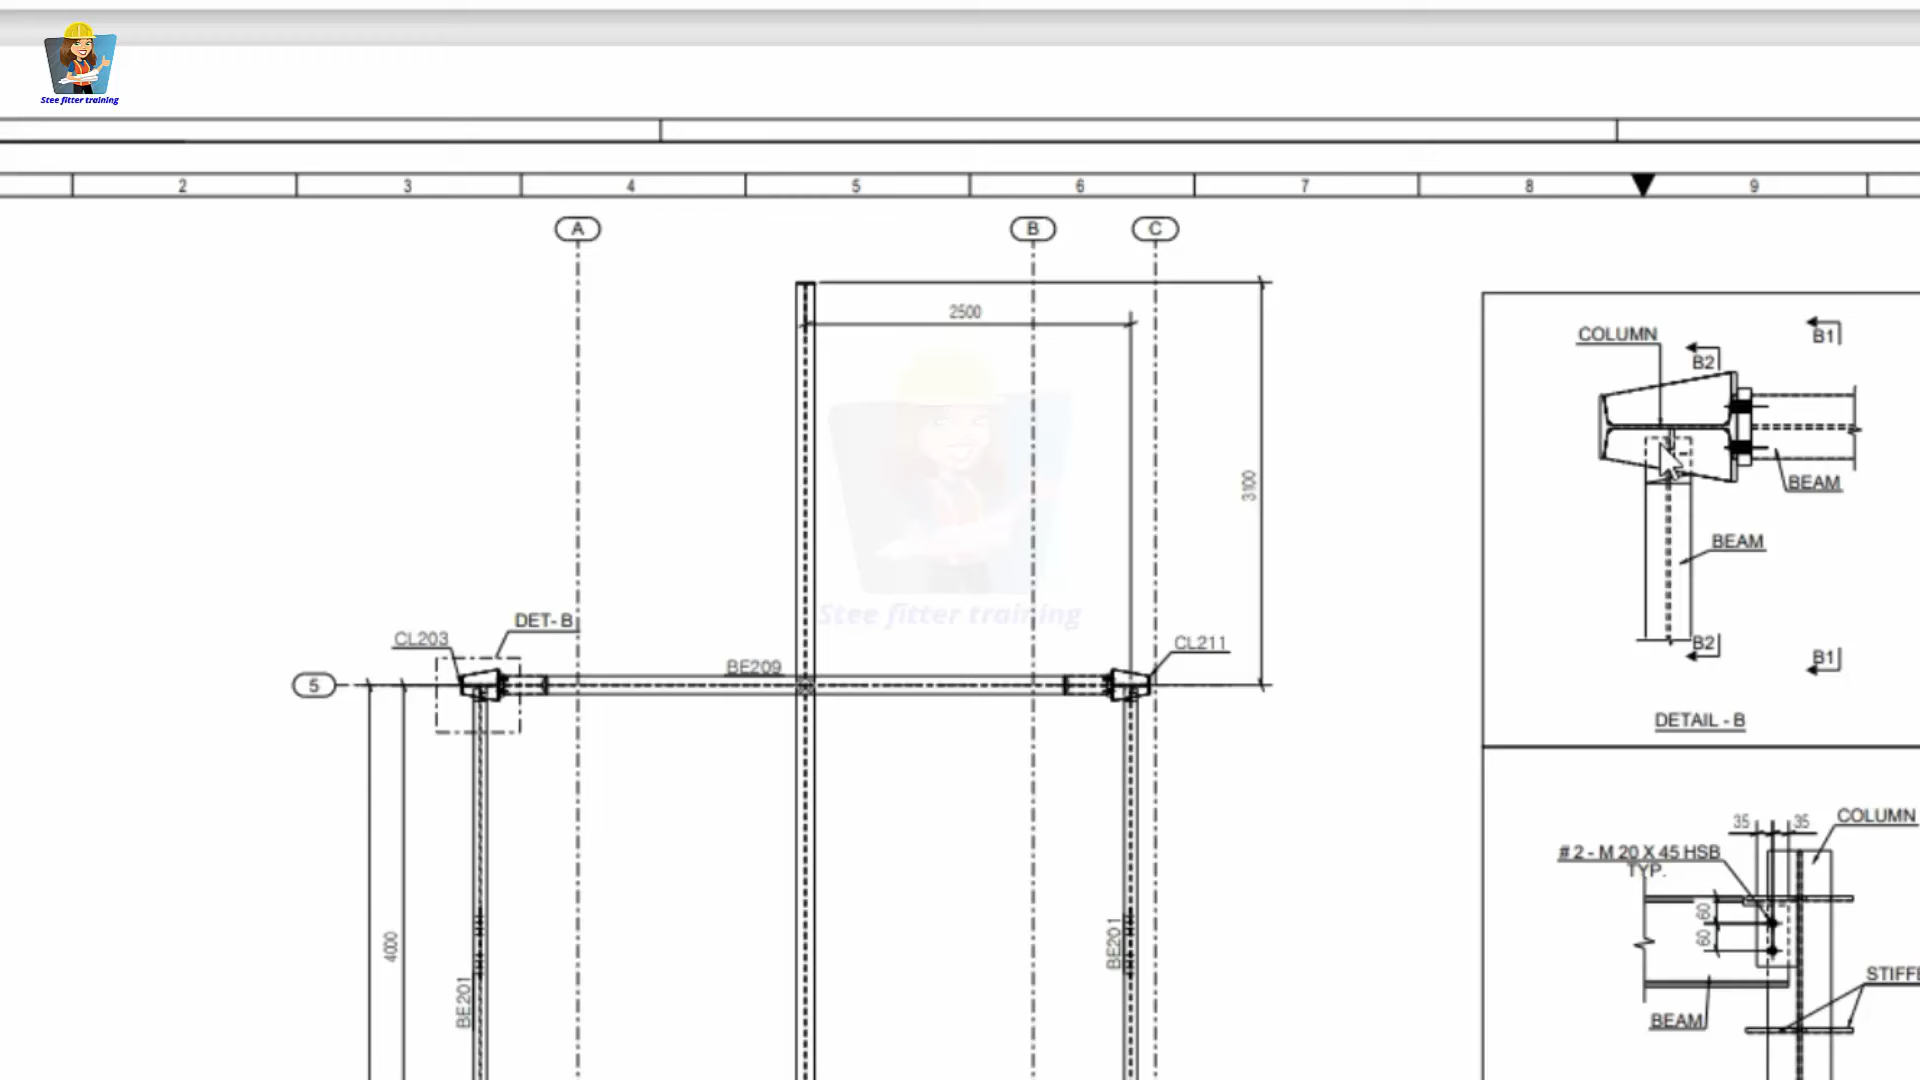 Stee fitter training
2 3 4 5 6 7 8 9
A B C
2500
3100
COLUMN
B2
B1
BEAM
BEAM
B2
B1
DETAIL - B
Stee fitter training
DET- B
CL203
BE209
CL211
5
4000
BE201
BE201
35 35
COLUMN
# 2 - M 20 X 45 HSB
TYP.
60
60
STIFFE
BEAM